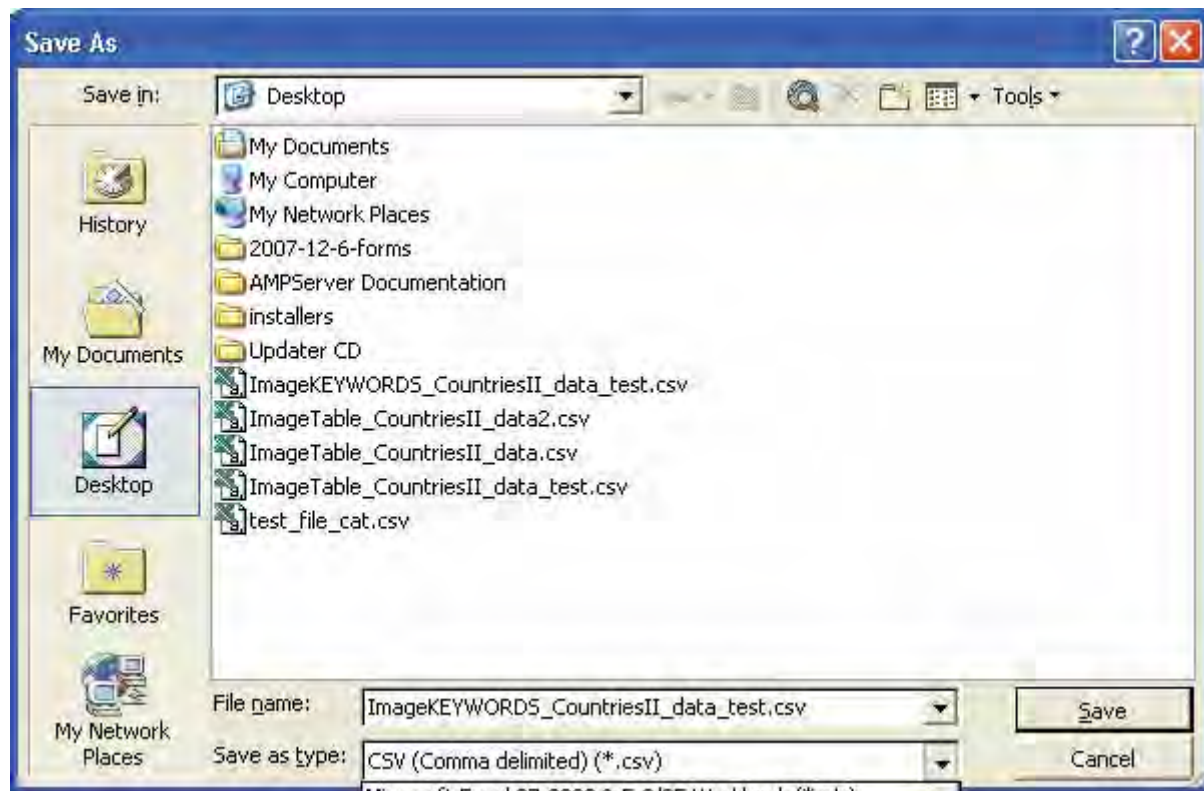 Save As
Save in:
Desktop
Tools
History
My Documents
Desktop
Favorites
My Network
Places
My Documents
My Computer
My Network Places
2007-12-6-forms
AMPServer Documentation
installers
Updater CD
ImageKEYWORDS_CountriesII_data_test.csv
ImageTable_CountriesII_data2.csv
ImageTable_CountriesII_data.csv
ImageTable_CountriesII_data_test.csv
test_file_cat.csv
File name:
ImageKEYWORDS_CountriesII_data_test.csv
Save
Save as type:
CSV (Comma delimited) (*.csv)
Cancel